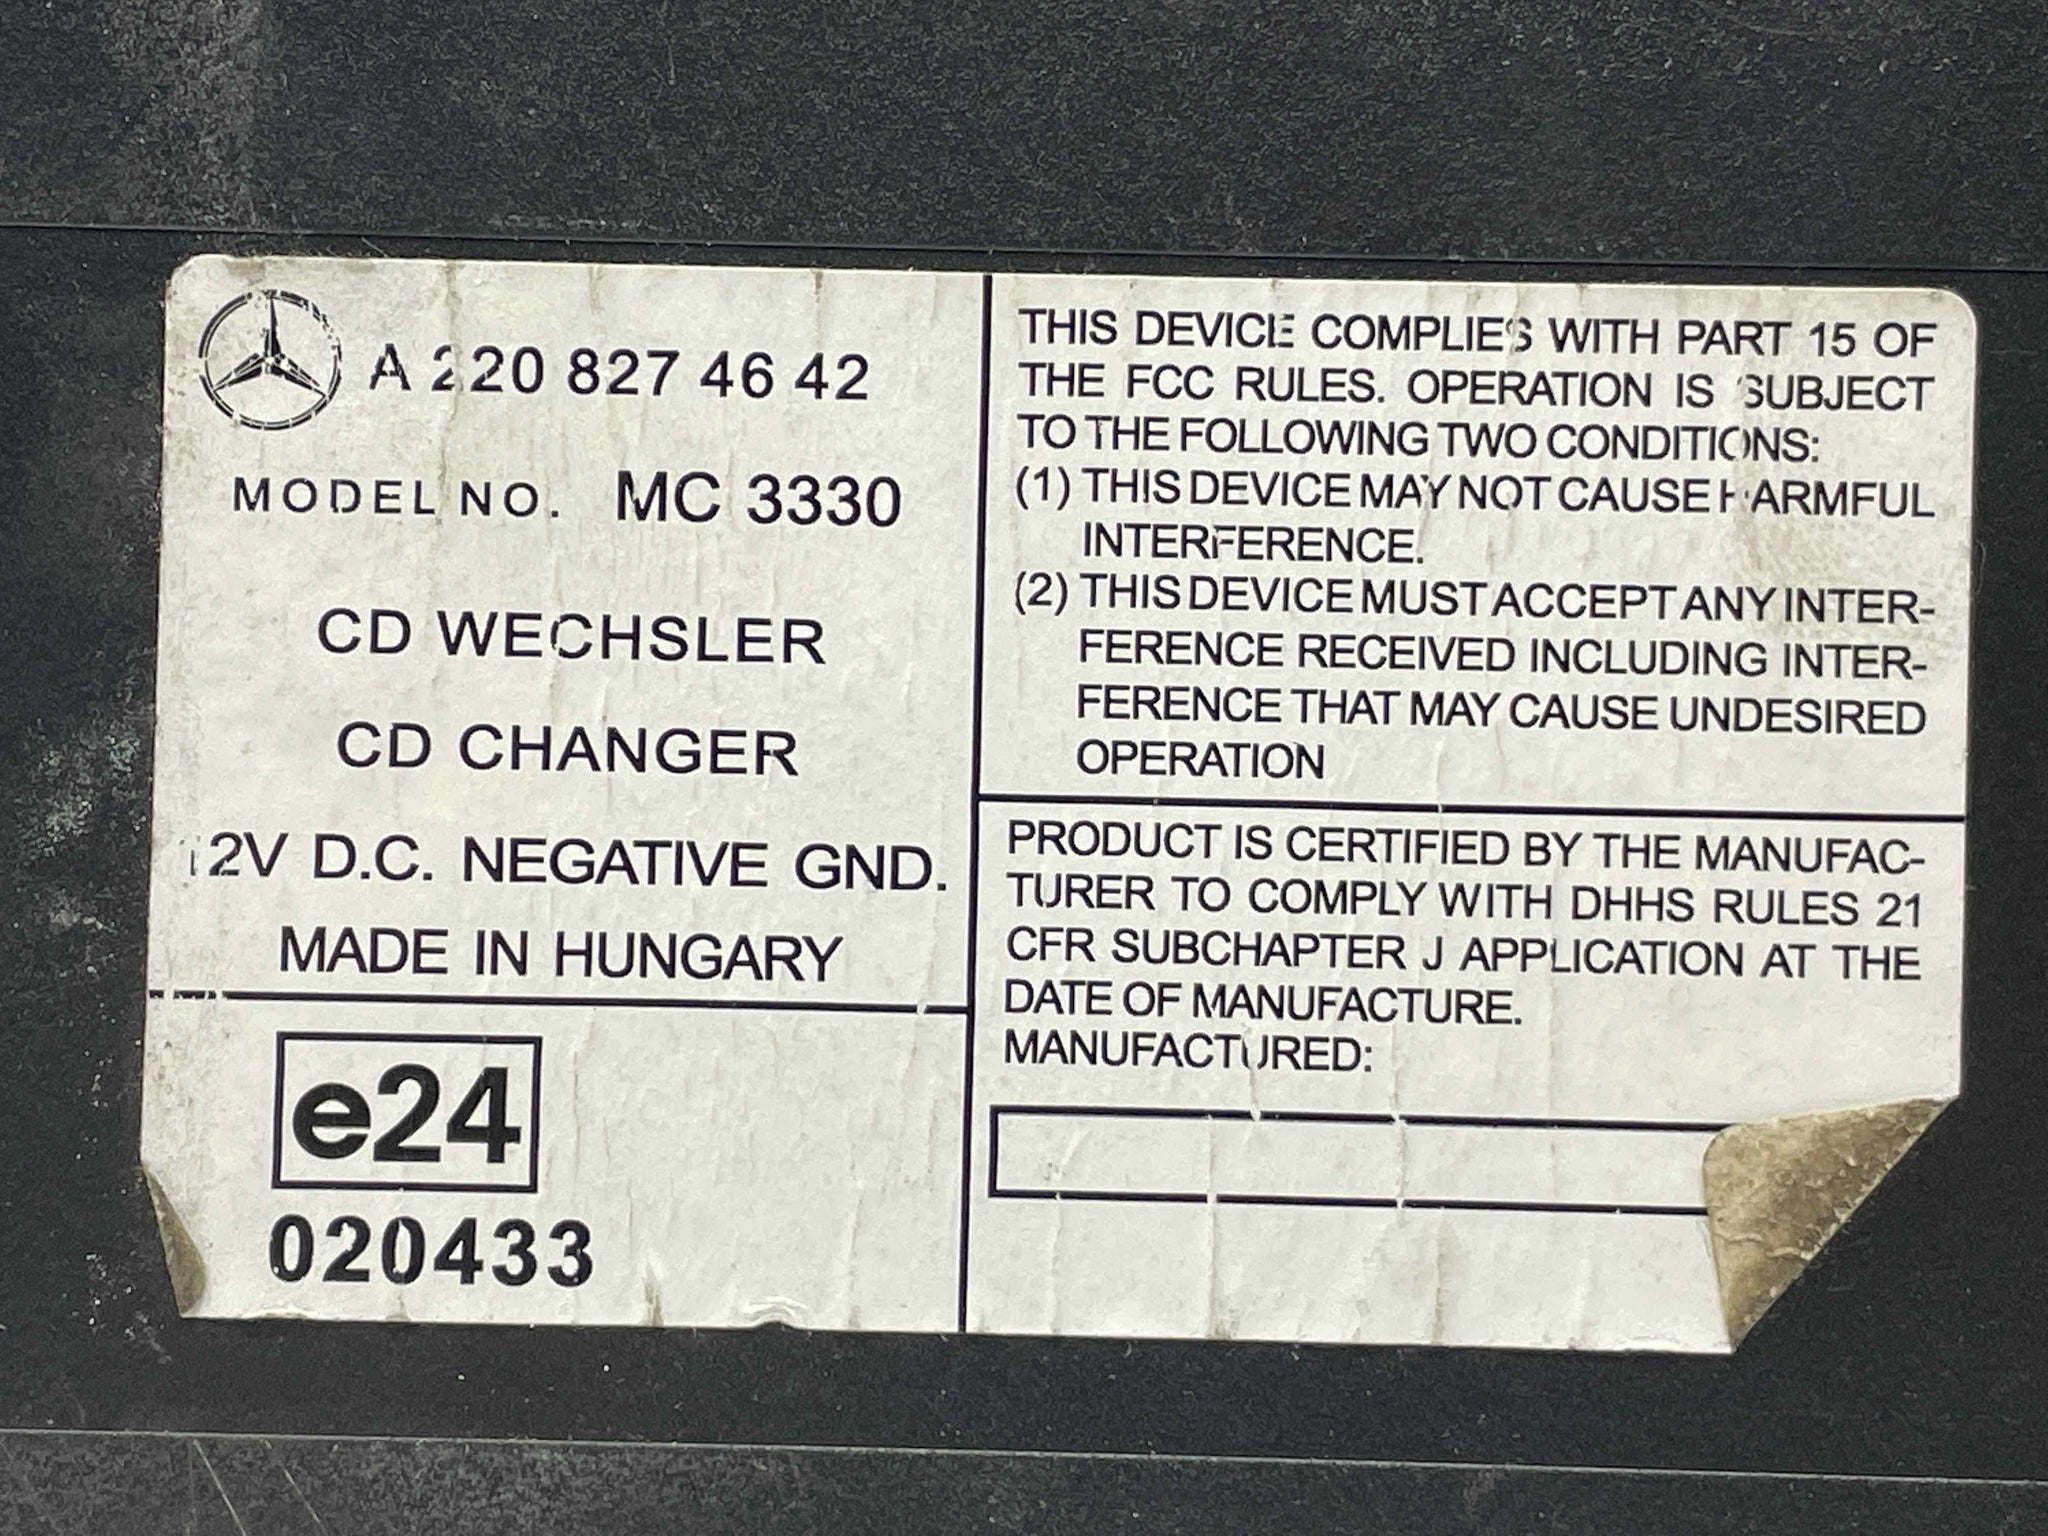 A 220 827 46 42
MODEL NO. MC 3330
CD WECHSLER
CD CHANGER
12V D.C. NEGATIVE GND.
MADE IN HUNGARY
e24
020433
THIS DEVICE COMPLIES WITH PART 15 OF
THE FCC RULES. OPERATION IS SUBJECT
TO THE FOLLOWING TWO CONDITIONS:
(1) THIS DEVICE MAY NOT CAUSE HARMFUL
INTERFERENCE.
(2) THIS DEVICE MUST ACCEPT ANY INTER-
FERENCE RECEIVED INCLUDING INTER-
FERENCE THAT MAY CAUSE UNDESIRED
OPERATION
PRODUCT IS CERTIFIED BY THE MANUFAC-
TURER TO COMPLY WITH DHHS RULES 21
CFR SUBCHAPTER J APPLICATION AT THE
DATE OF MANUFACTURE.
MANUFACTURED: